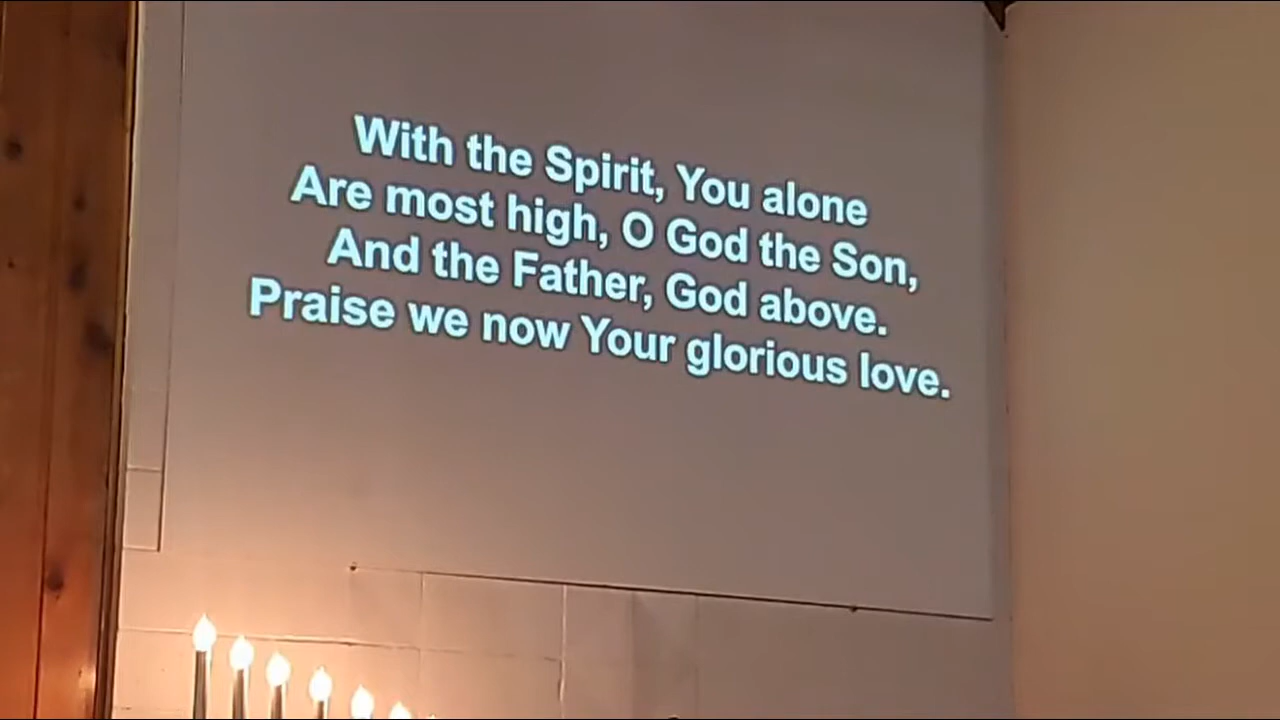 With the Spirit, You alone
Are most high, O God the Son,
And the Father, God above.
Praise we now Your glorious love.